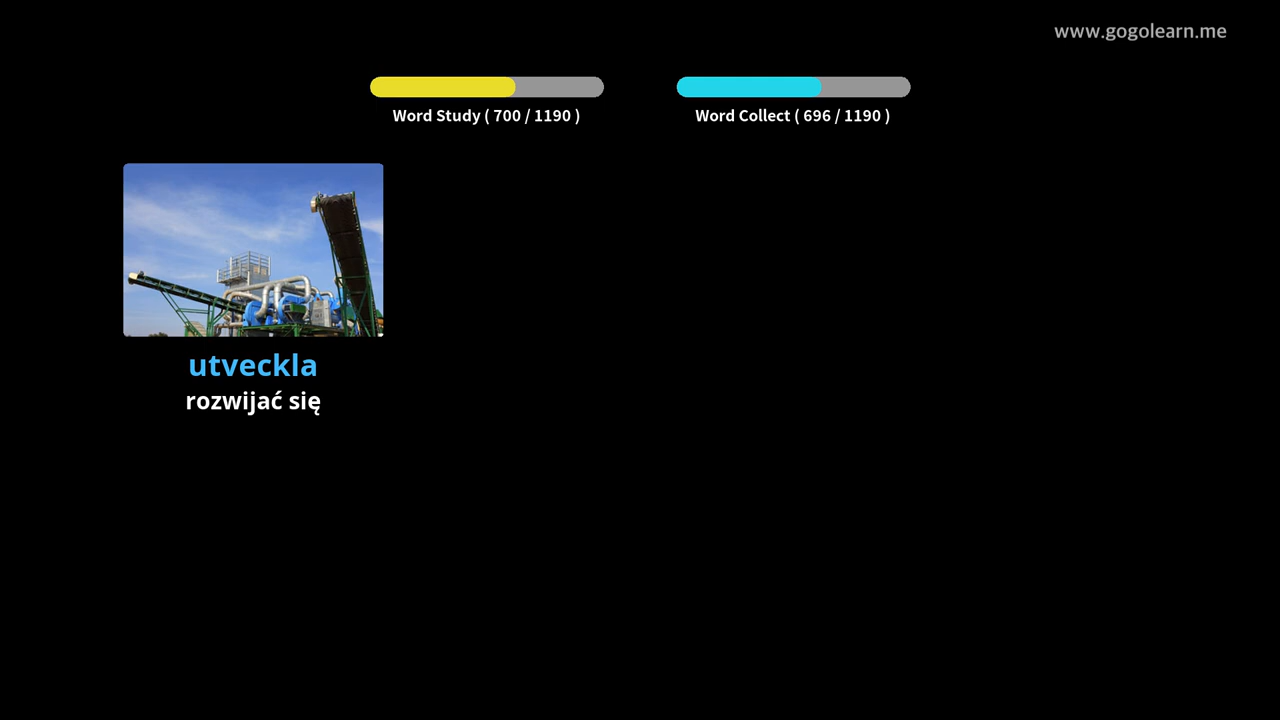 www.gogolearn.me
Word Study ( 700 / 1190 )
Word Collect ( 696 / 1190 )
utveckla
rozwijać się